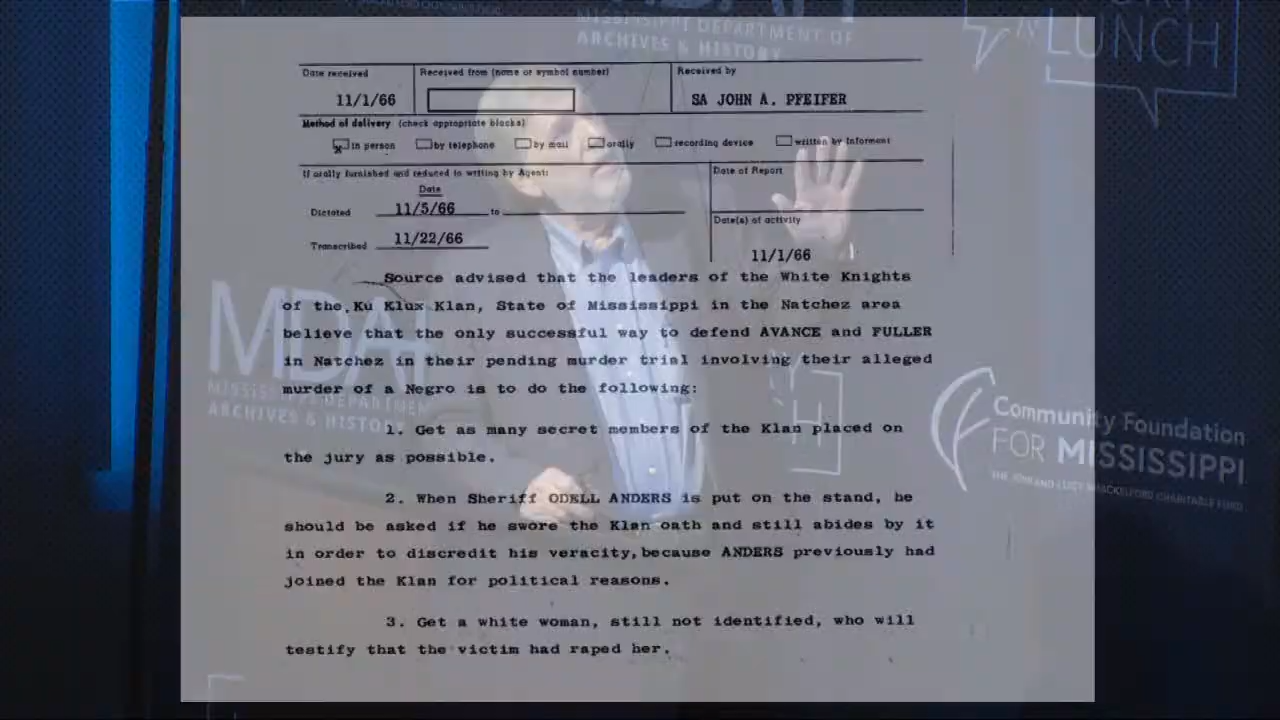 MISSISSIPPI DEPARTMENT OF
ARCHIVES & HISTORY
LUNCH
Date received
Received from (name or symbol number)
Received by
11/1/66
SA JOHN A. PFEIFER
Method of delivery (check appropriate blocks)
x in person
by telephone
by mail
orally
recording device
written by Informant
If orally furnished and reduced to writing by Agent:
Date of Report
Date
Dictated 11/5/66 to
Date(s) of activity
Transcribed 11/22/66
11/1/66
Source advised that the leaders of the White Knights
of the Ku Klux Klan, State of Mississippi in the Natchez area
believe that the only successful way to defend AVANCE and FULLER
in Natchez in their pending murder trial involving their alleged
murder of a Negro is to do the following:
1. Get as many secret members of the Klan placed on
the jury as possible.
2. When Sheriff ODELL ANDERS is put on the stand, he
should be asked if he swore the Klan oath and still abides by it
in order to discredit his veracity, because ANDERS previously had
joined the Klan for political reasons.
3. Get a white woman, still not identified, who will
testify that the victim had raped her.
MDAH
MISSISSIPPI DEPARTMEN
ARCHIVES & HISTORY
H
Community Foundation
FOR MISSISSIPPI